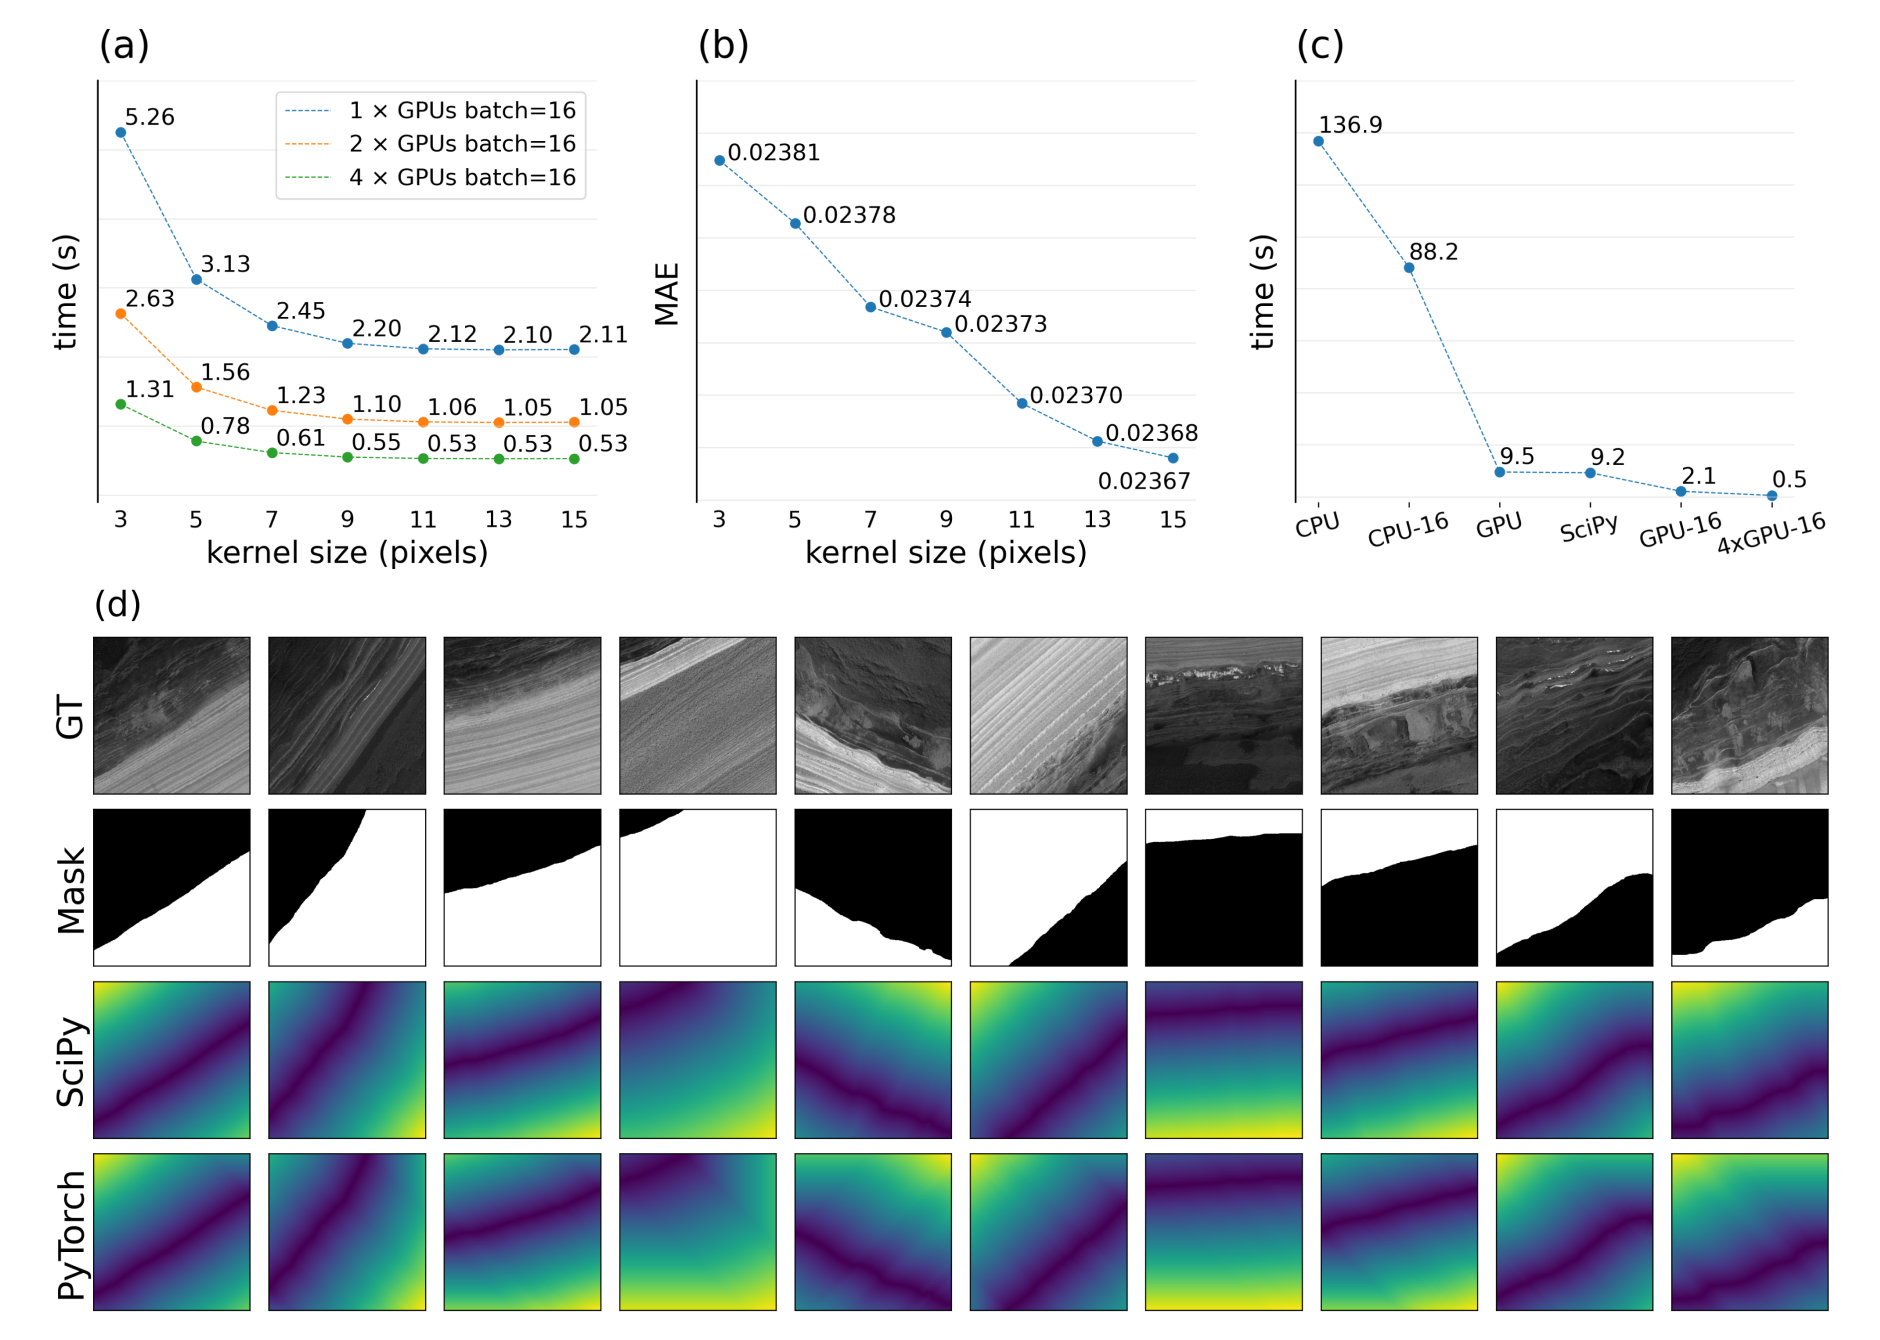 (a)
(b)
(c)
5.26
3.13
2.45
2.20
2.12
2.10
2.11
2.63
1.56
1.23
1.10
1.06
1.05
1.05
1.31
0.78
0.61
0.55
0.53
0.53
0.53
1 × GPUs batch=16
2 × GPUs batch=16
4 × GPUs batch=16
time (s)
3 5 7 9 11 13 15
kernel size (pixels)
0.02381
0.02378
0.02374
0.02373
0.02370
0.02368
0.02367
MAE
3 5 7 9 11 13 15
kernel size (pixels)
136.9
88.2
9.5
9.2
2.1
0.5
time (s)
CPU
CPU-16
GPU
SciPy
GPU-16
4xGPU-16
(d)
GT
Mask
SciPy
PyTorch